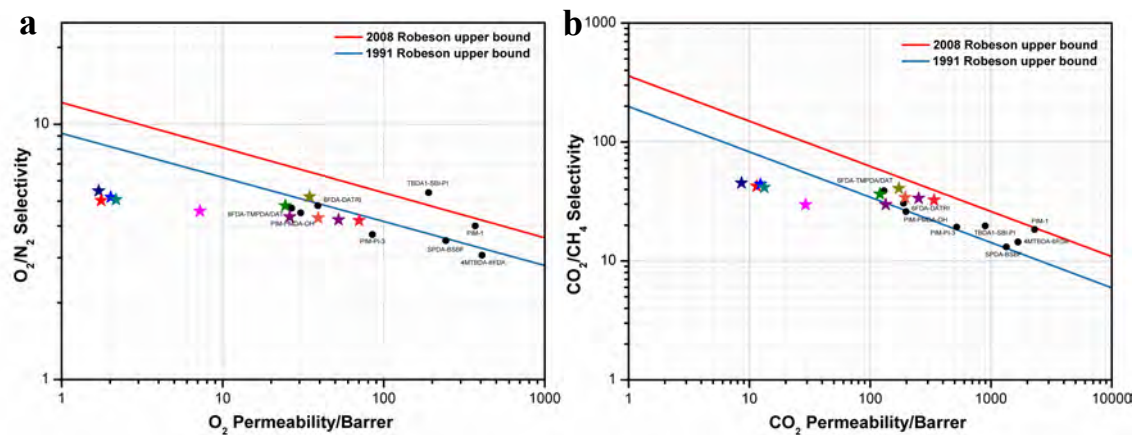 a
2008 Robeson upper bound
1991 Robeson upper bound
O2/N2 Selectivity
10
1
TBDA1-SBI-PI
6FDA-DATRI
6FDA-TMPDA/DAT
PIM-PMDA-OH
PIM-PI-3
PIM-1
SPDA-BSBF
4MTBDA-6FDA
1
10
100
1000
O2 Permeability/Barrer
b
2008 Robeson upper bound
1991 Robeson upper bound
CO2/CH4 Selectivity
1000
100
10
1
6FDA-TMPDA/DAT
6FDA-DATRI
PIM-PMDA-OH
PIM-PI-3
TBDA1-SBI-PI
PIM-1
4MTBDA-6FDA
SPDA-BSBF
1
10
100
1000
10000
CO2 Permeability/Barrer